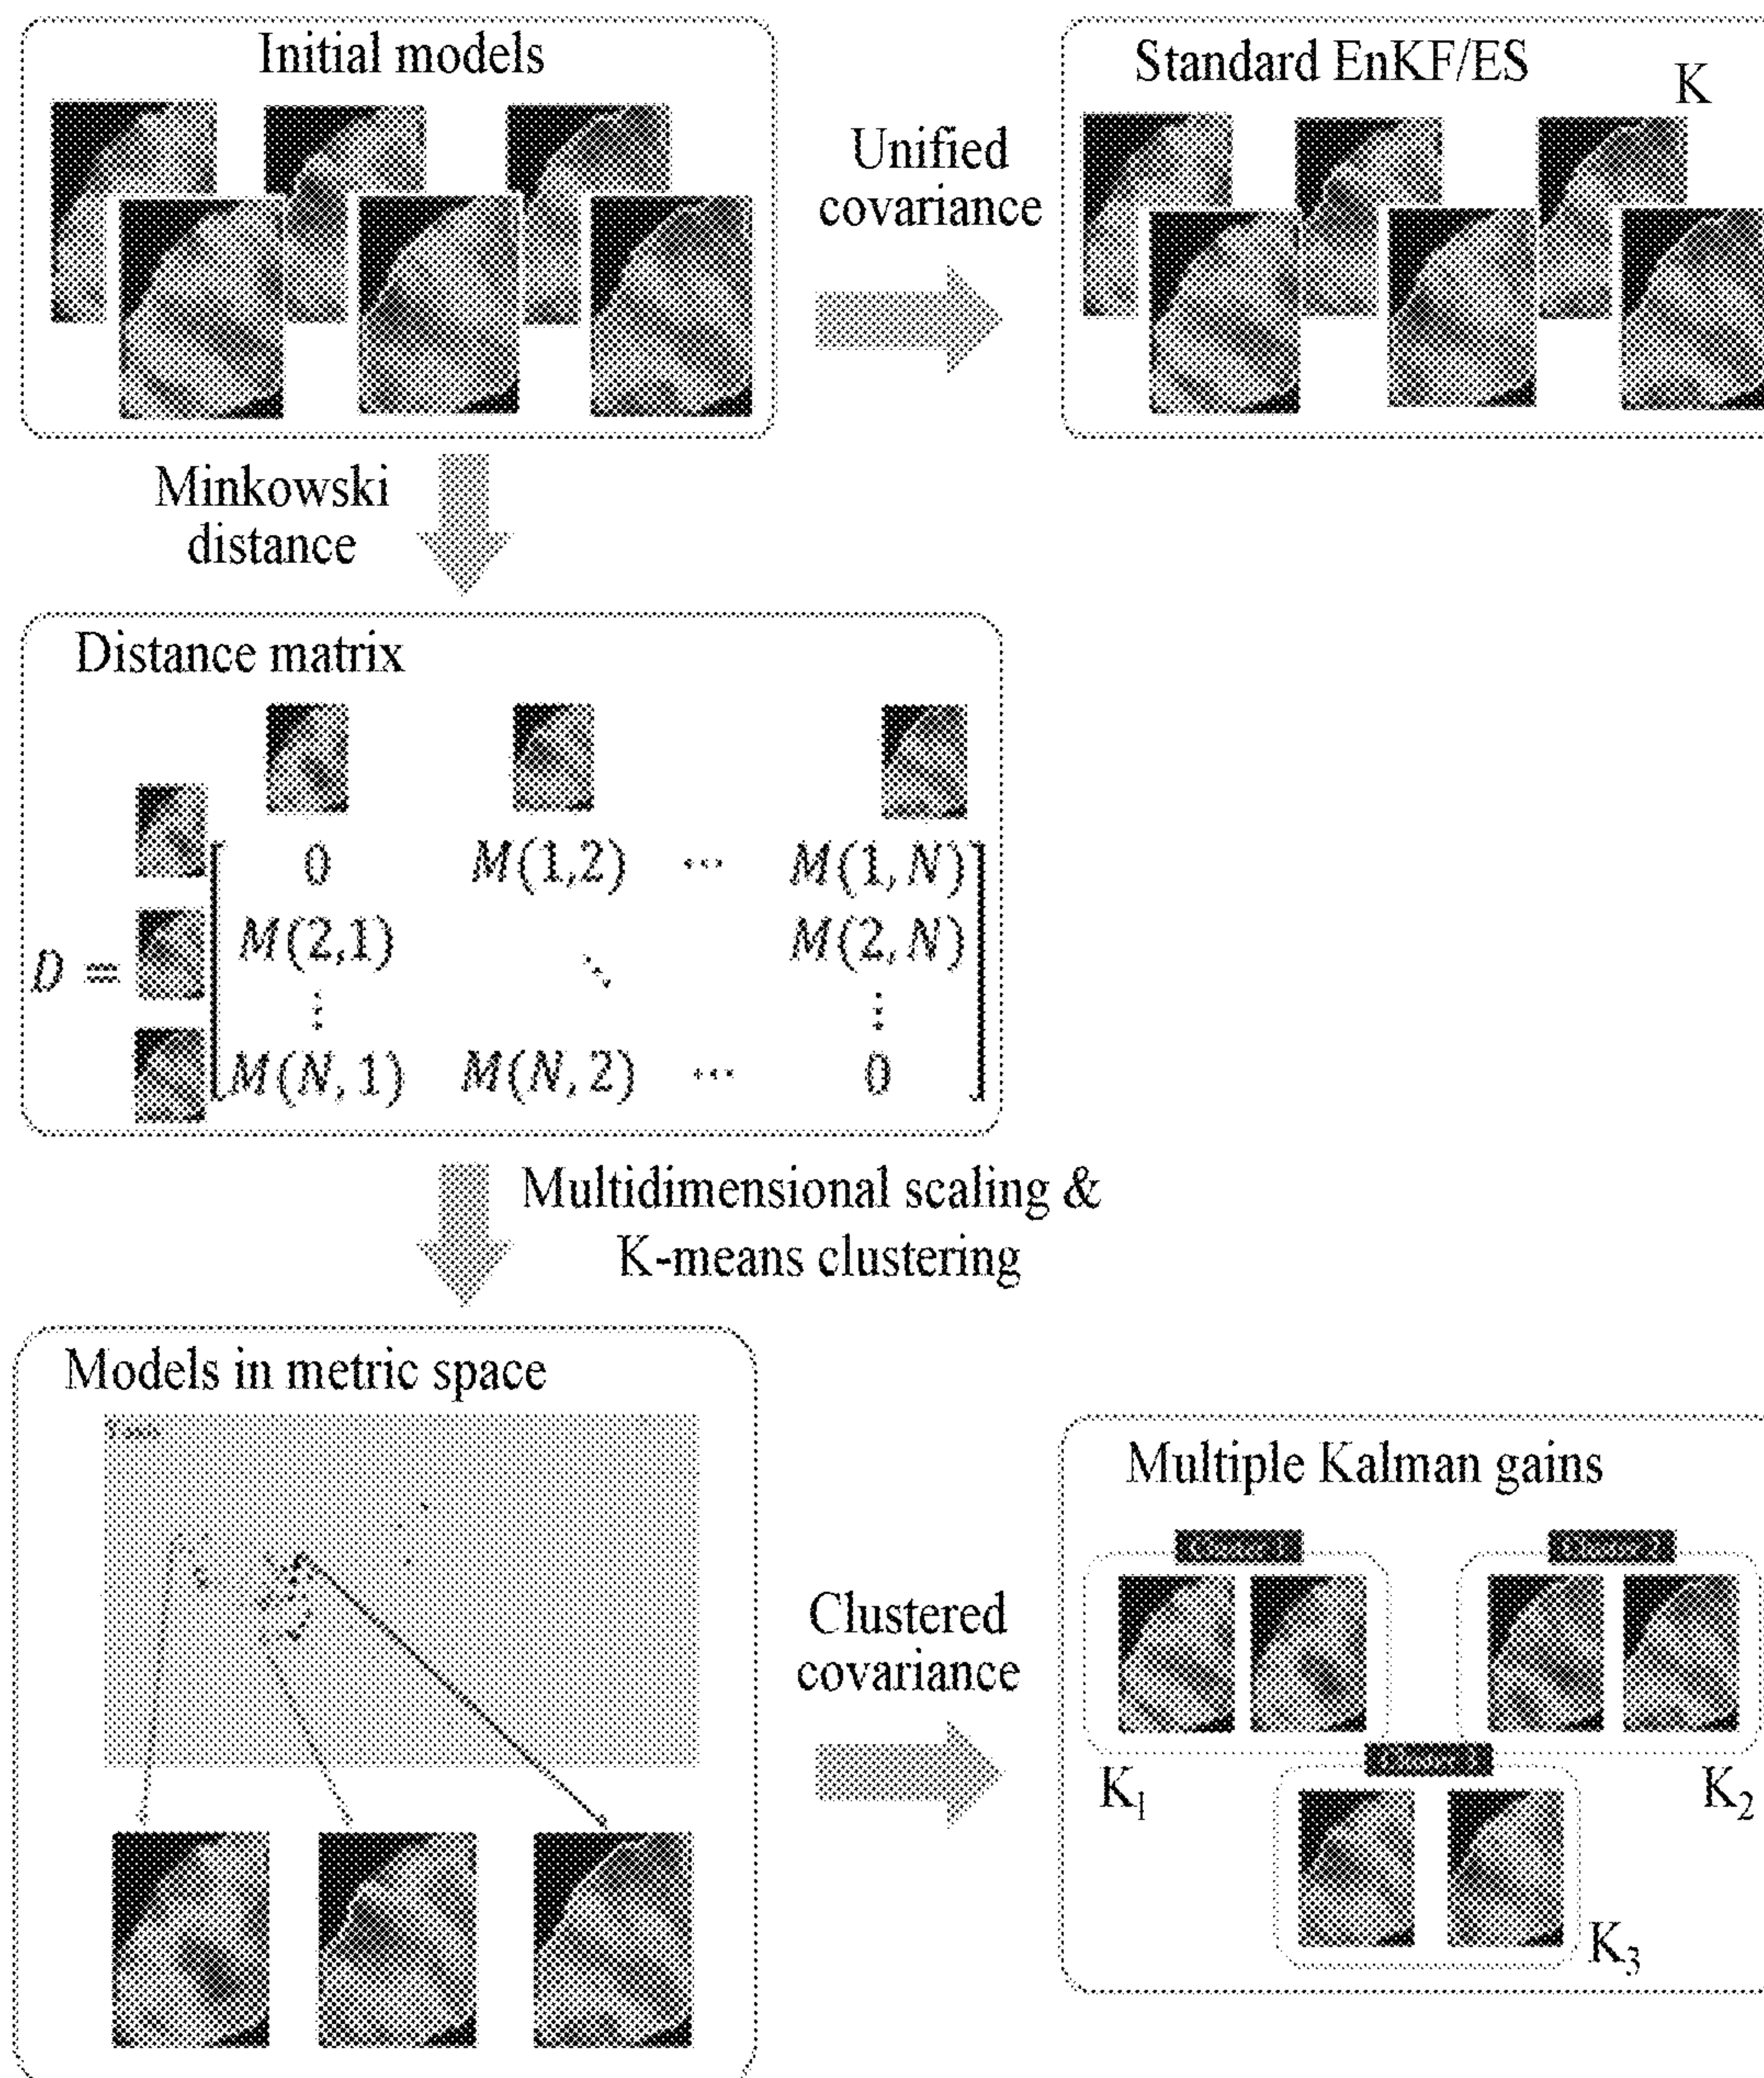 Initial models
Standard EnKF/ES
K
Unified
covariance
Minkowski
distance
Distance matrix
0 M(1,2) ⋯ M(1,N)
M(2,1) ⋱ M(2,N)
D =
⋮ ⋮
M(N,1) M(N,2) ⋯ 0
Multidimensional scaling &
K-means clustering
Models in metric space
Multiple Kalman gains
Clustered
covariance
K₁
K₂
K₃